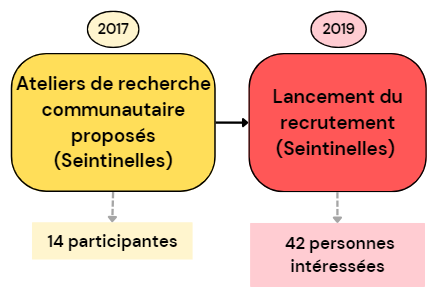 2017
Ateliers de recherche
communautaire
proposés
(Seintinelles)
14 participantes
2019
Lancement du
recrutement
(Seintinelles)
42 personnes
intéressées